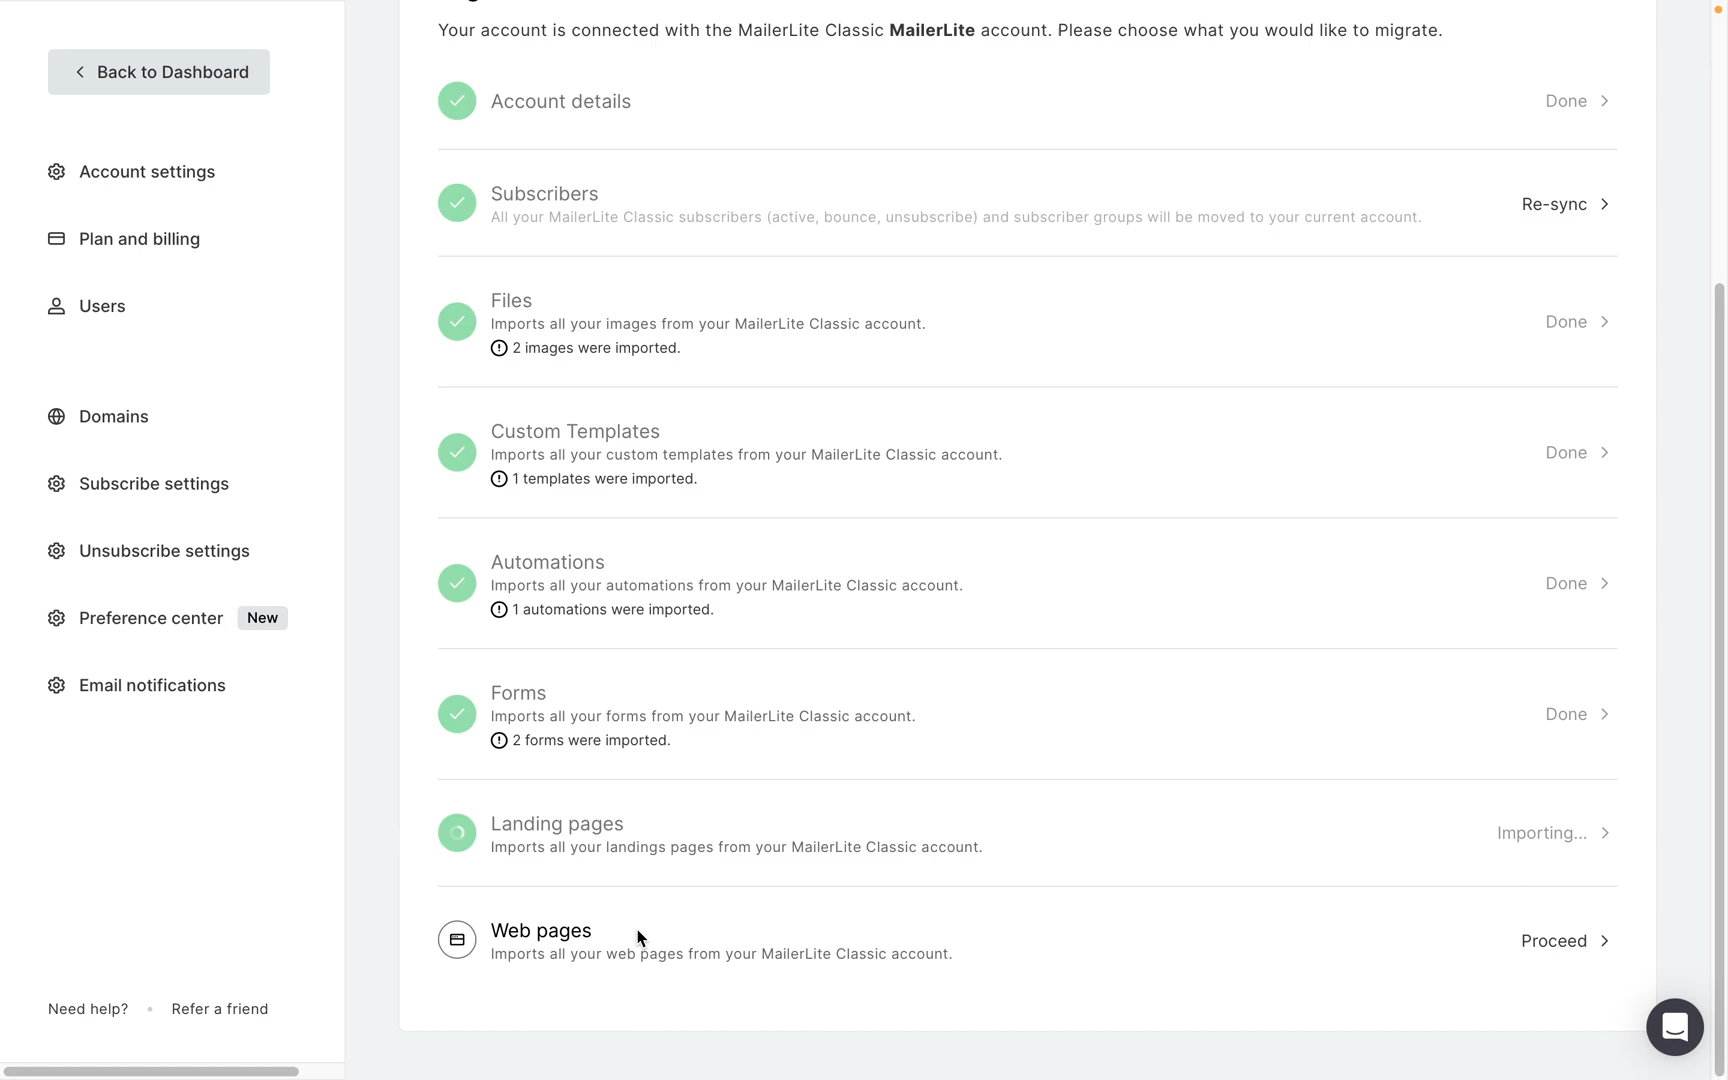 Back to Dashboard
Account settings
Plan and billing
Users
Domains
Subscribe settings
Unsubscribe settings
Preference center New
Email notifications
Need help? • Refer a friend
Your account is connected with the MailerLite Classic MailerLite account. Please choose what you would like to migrate.
Account details
Done
Subscribers
All your MailerLite Classic subscribers (active, bounce, unsubscribe) and subscriber groups will be moved to your current account.
Re-sync
Files
Imports all your images from your MailerLite Classic account.
2 images were imported.
Done
Custom Templates
Imports all your custom templates from your MailerLite Classic account.
1 templates were imported.
Done
Automations
Imports all your automations from your MailerLite Classic account.
1 automations were imported.
Done
Forms
Imports all your forms from your MailerLite Classic account.
2 forms were imported.
Done
Landing pages
Imports all your landings pages from your MailerLite Classic account.
Importing...
Web pages
Imports all your web pages from your MailerLite Classic account.
Proceed